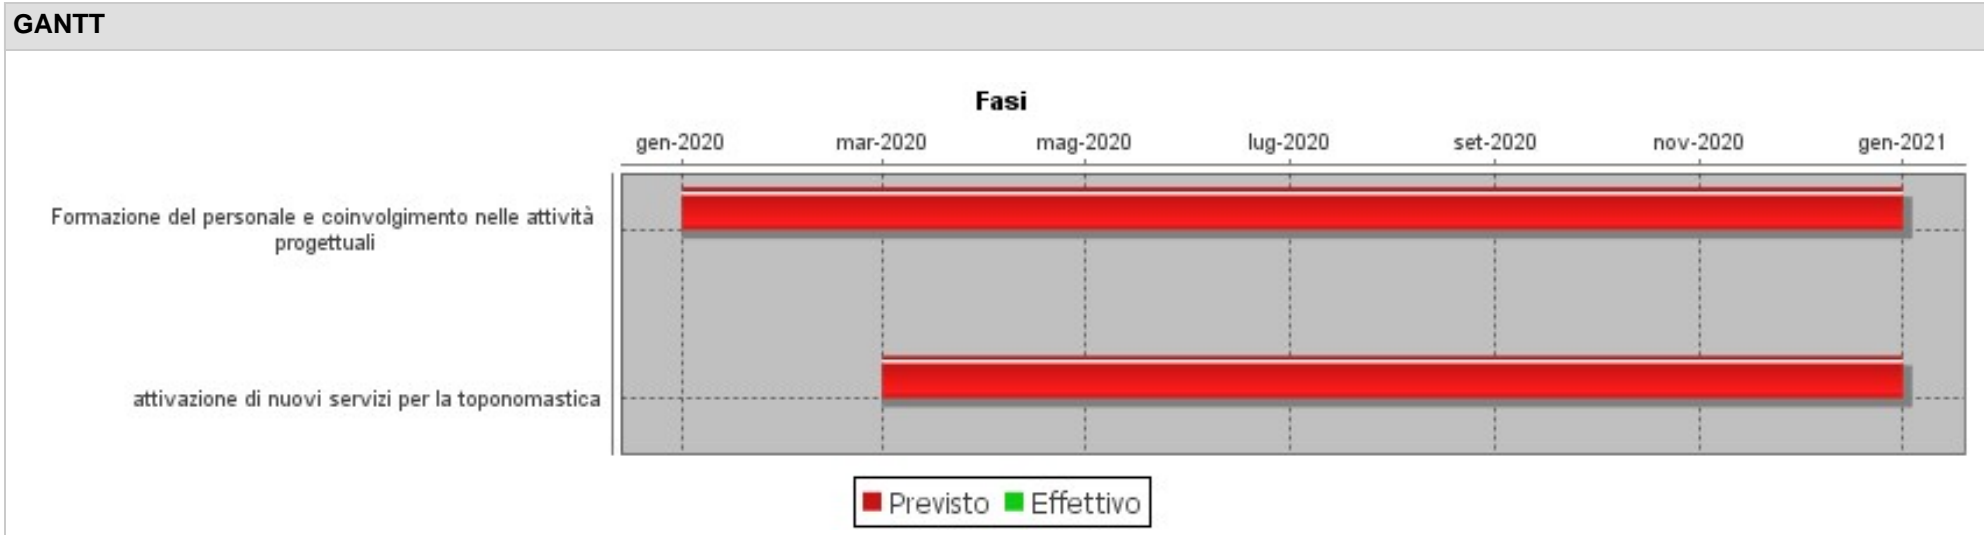 GANTT
Fasi
gen-2020 mar-2020 mag-2020 lug-2020 set-2020 nov-2020 gen-2021
Formazione del personale e coinvolgimento nelle attività
progettuali
attivazione di nuovi servizi per la toponomastica
Previsto Effettivo